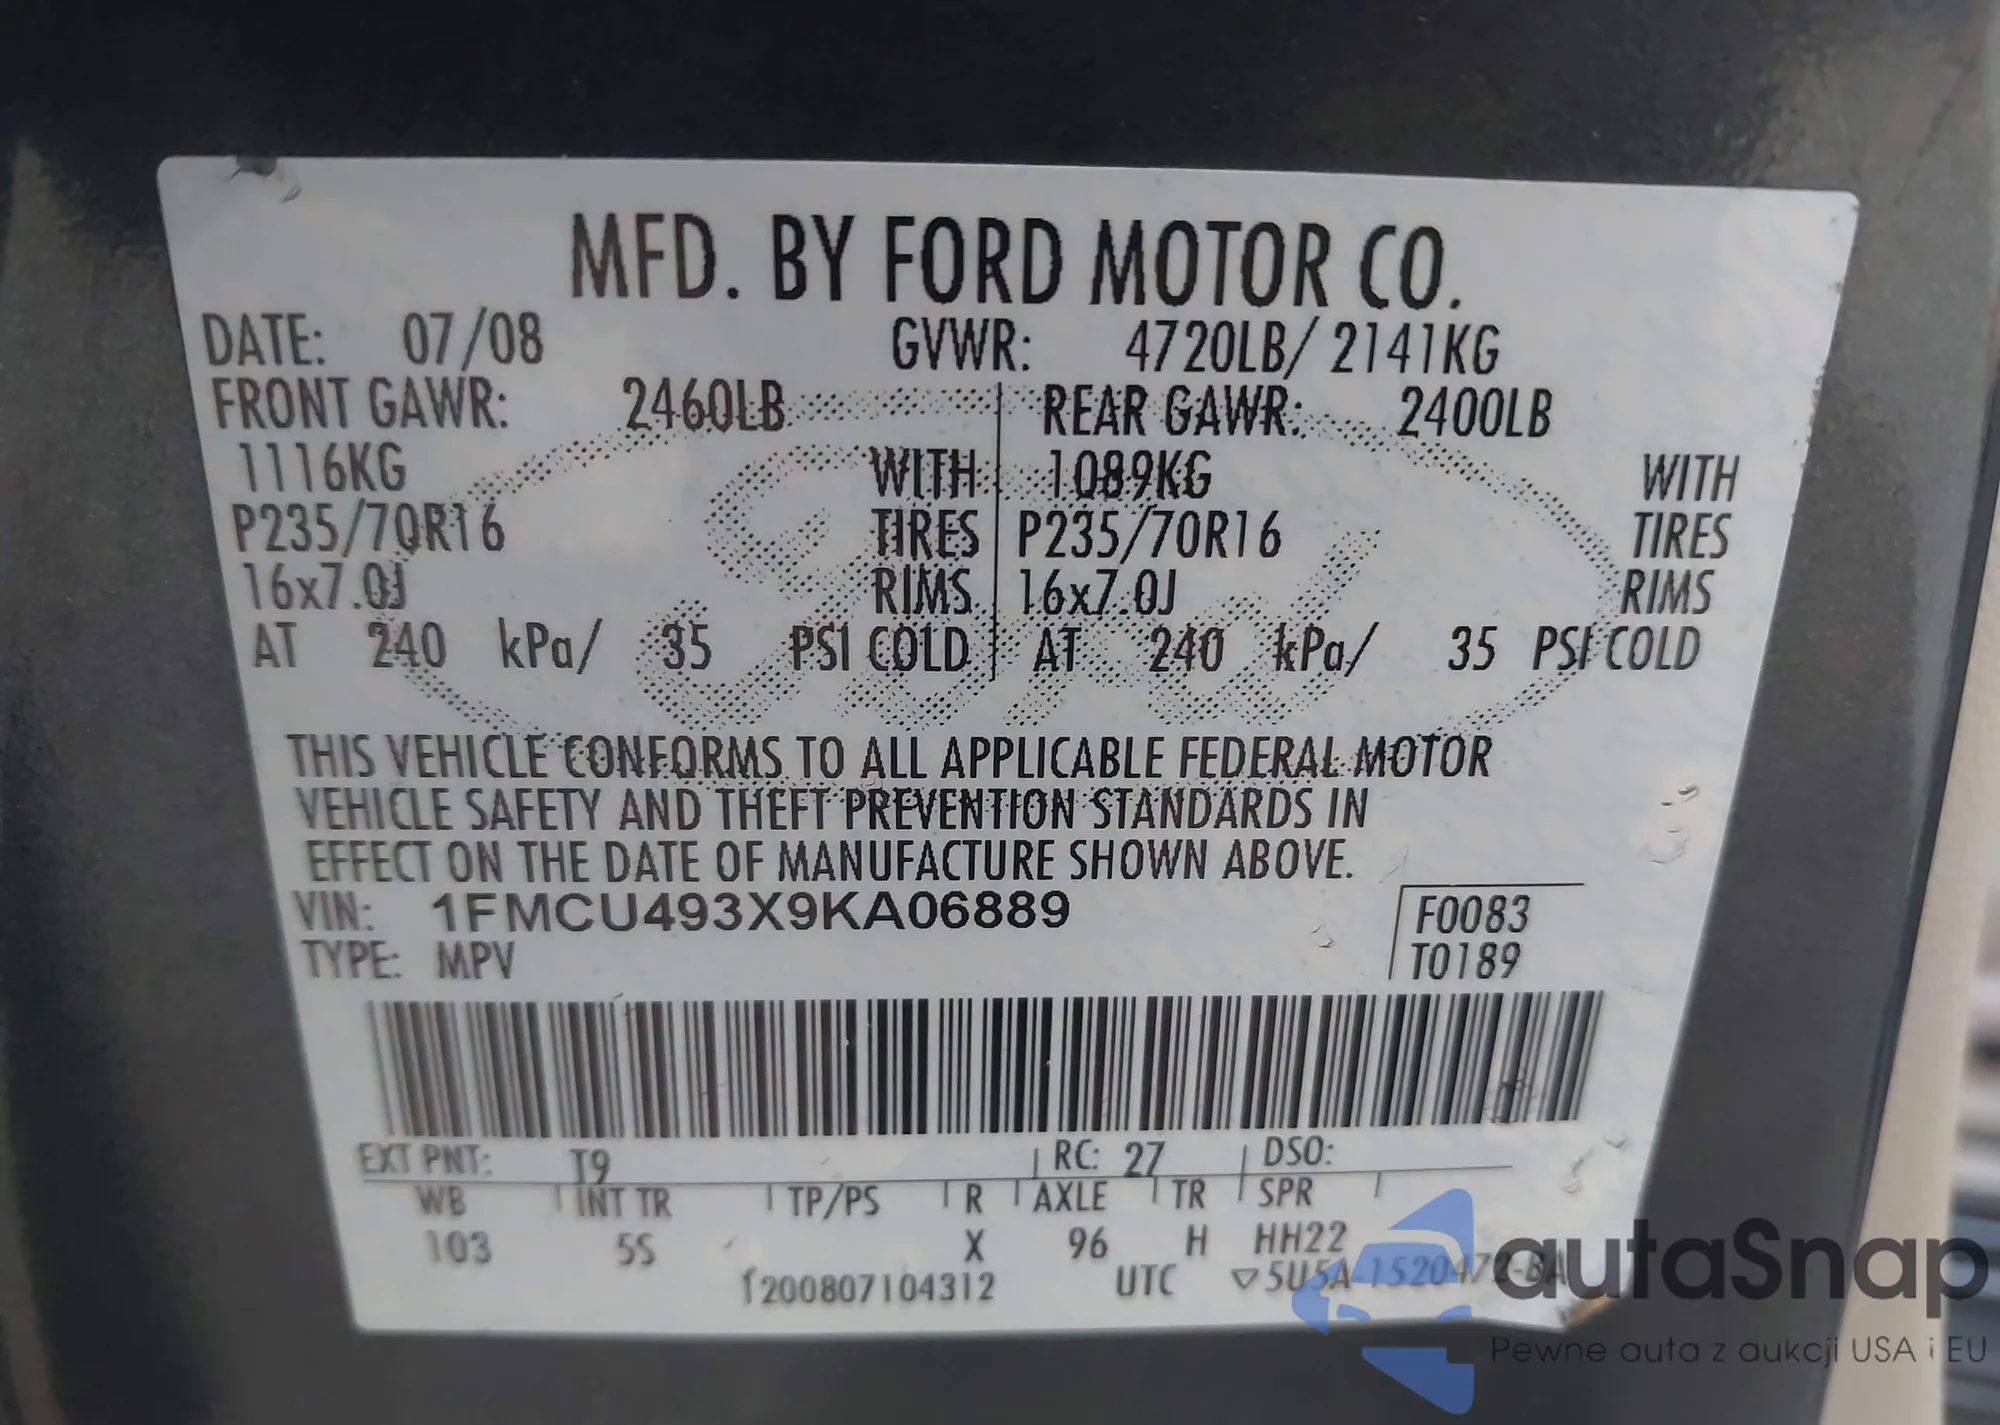 MFD. BY FORD MOTOR CO.
DATE: 07/08 GVWR: 4720LB/ 2141KG
FRONT GAWR: 2460LB REAR GAWR: 2400LB
1116KG WITH 1089KG WITH
P235/70R16 TIRES P235/70R16 TIRES
16x7.0J RIMS 16x7.0J RIMS
AT 240 kPa/ 35 PSI COLD AT 240 kPa/ 35 PSI COLD
Ford
THIS VEHICLE CONFORMS TO ALL APPLICABLE FEDERAL MOTOR
VEHICLE SAFETY AND THEFT PREVENTION STANDARDS IN
EFFECT ON THE DATE OF MANUFACTURE SHOWN ABOVE.
VIN: 1FMCU493X9KA06889 F0083
TYPE: MPV T0189
EXT PNT: T9 RC: 27 DSO:
WB INT TR TP/PS R AXLE TR SPR
103 5S X 96 H HH22
200807104312 UTC ▽5U5A-1520472-BA
autaSnap
Pewne auta z aukcji USA i EU